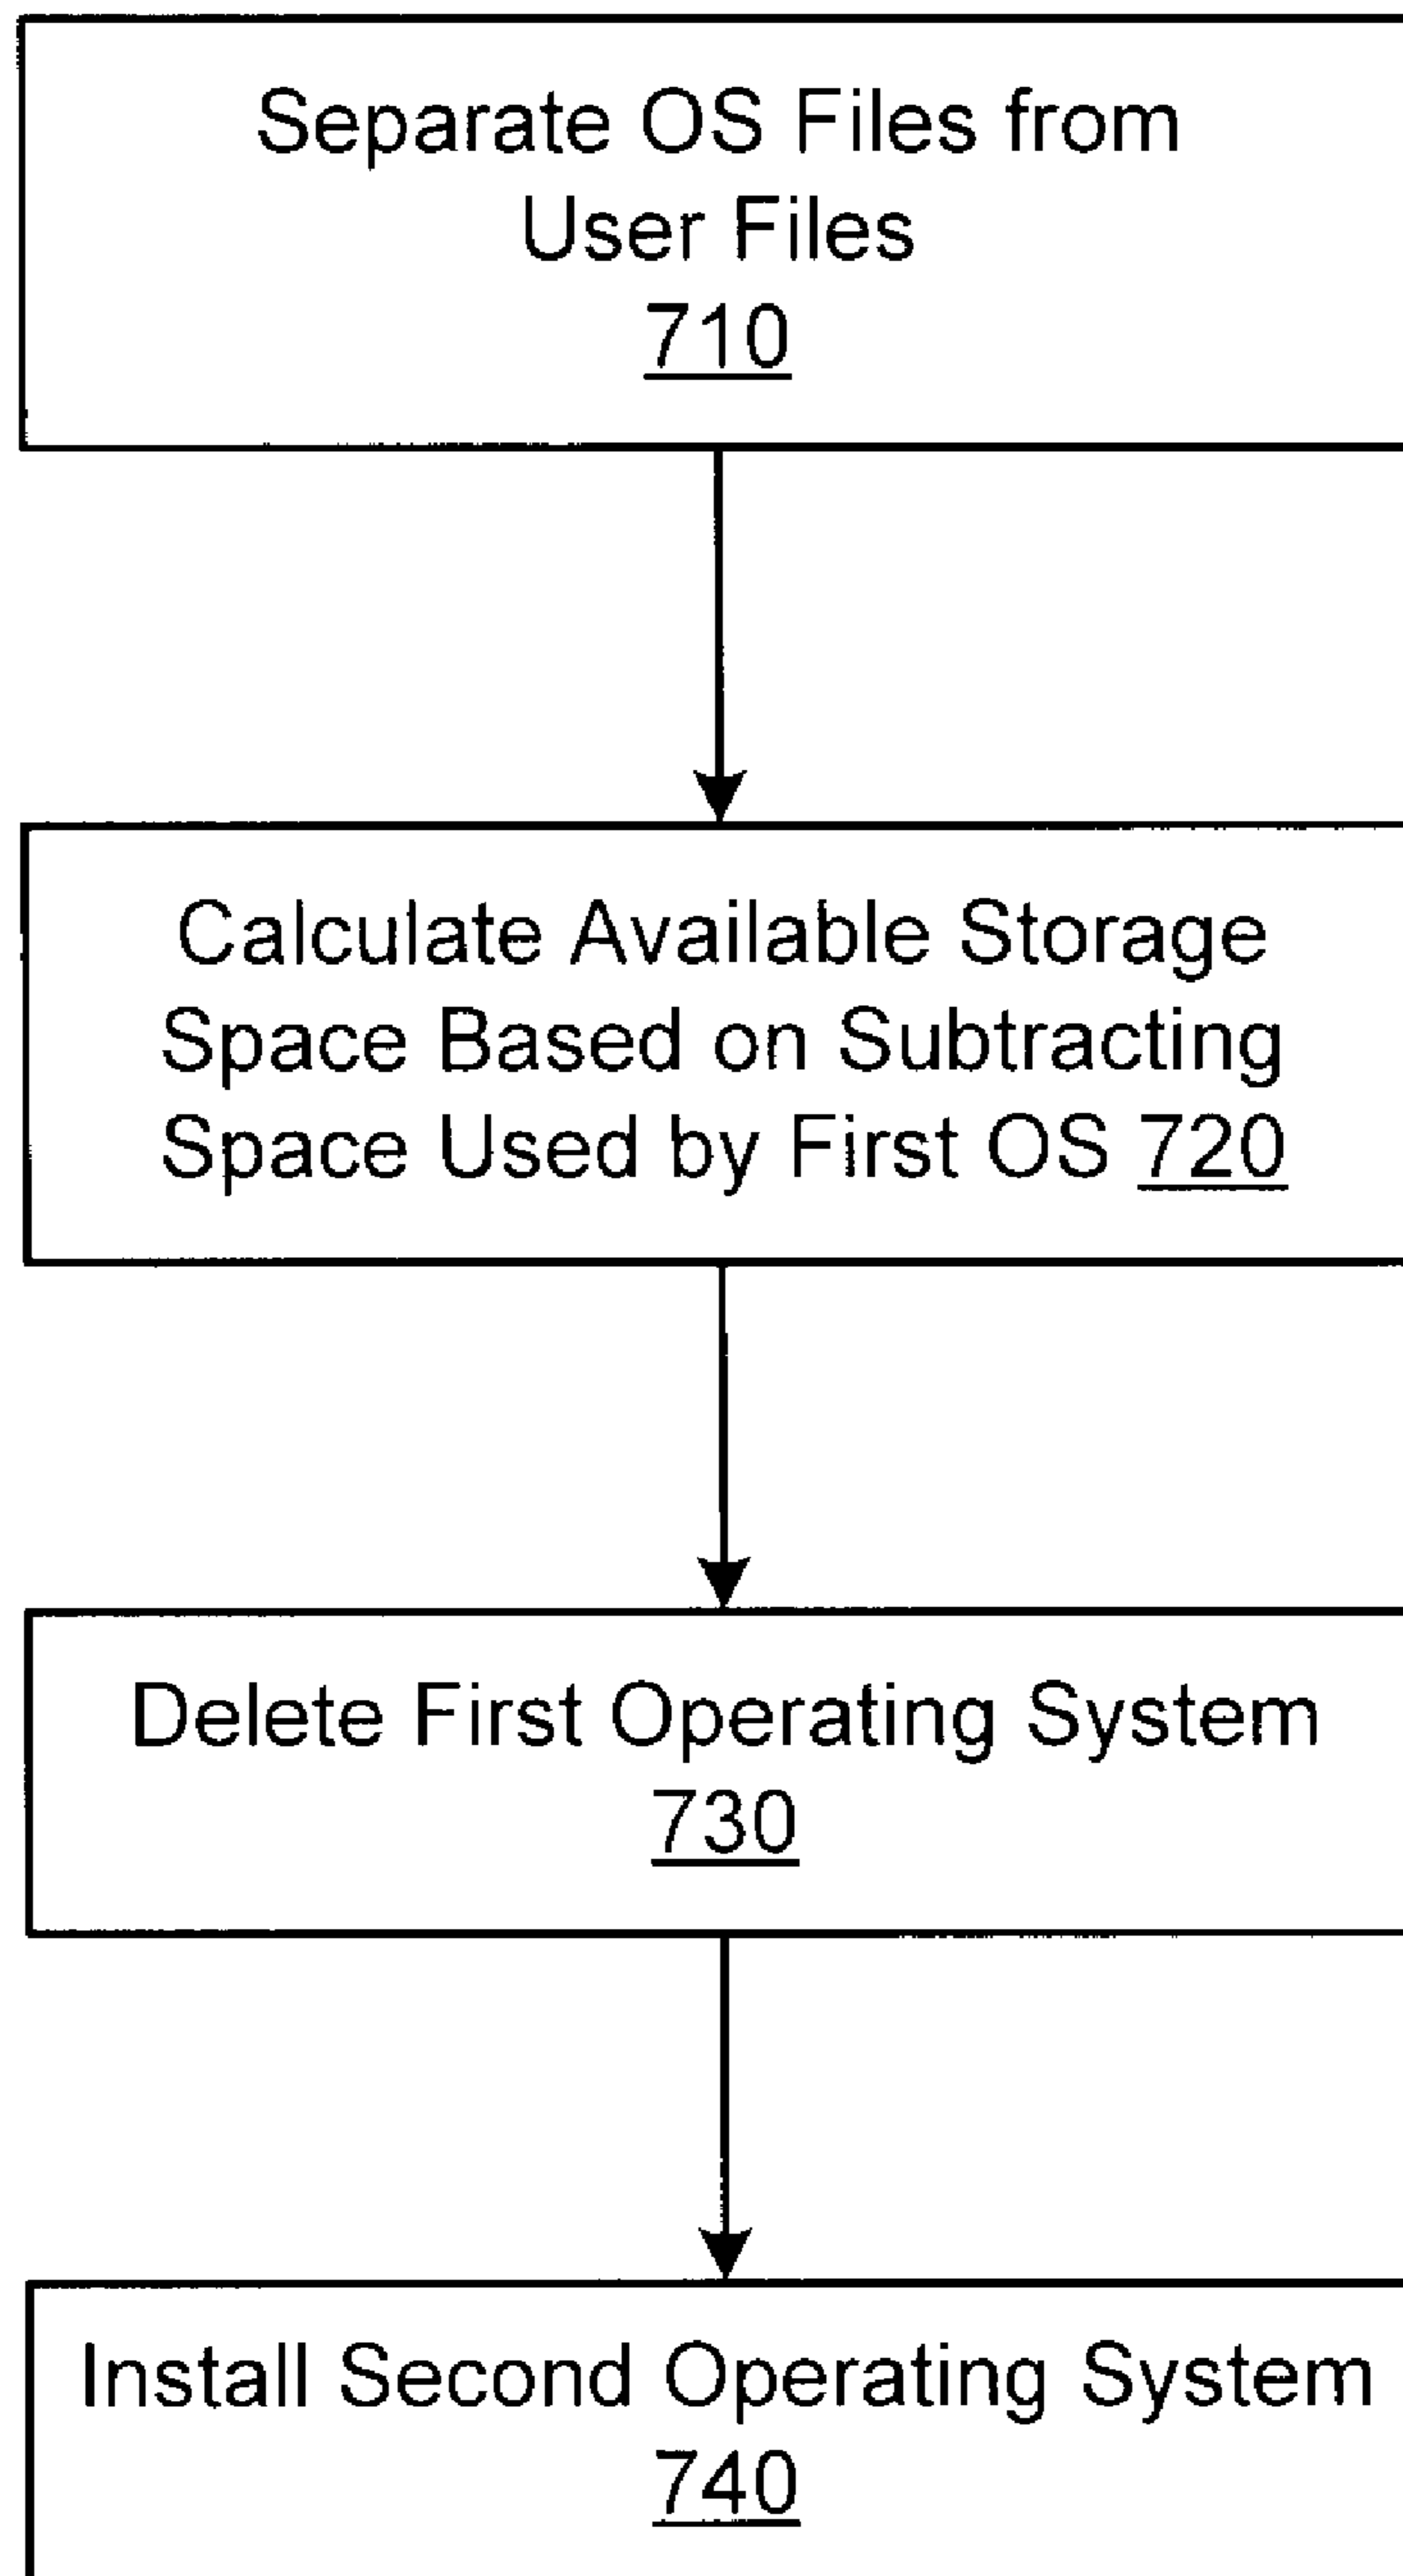 Separate OS Files from
User Files
710
Calculate Available Storage
Space Based on Subtracting
Space Used by First OS 720
Delete First Operating System
730
Install Second Operating System
740